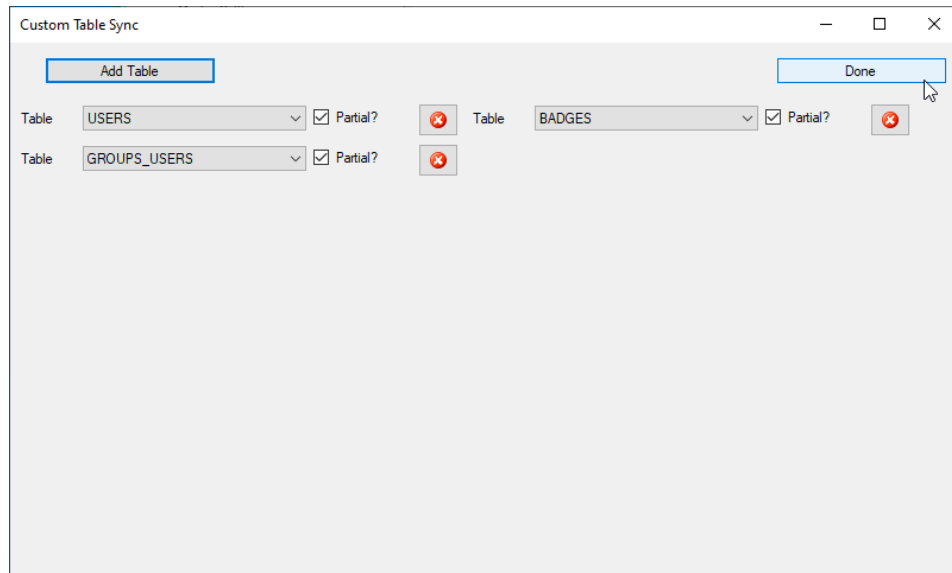 Custom Table Sync
Add Table
Done
Table USERS Partial? Table BADGES Partial?
Table GROUPS_USERS Partial?